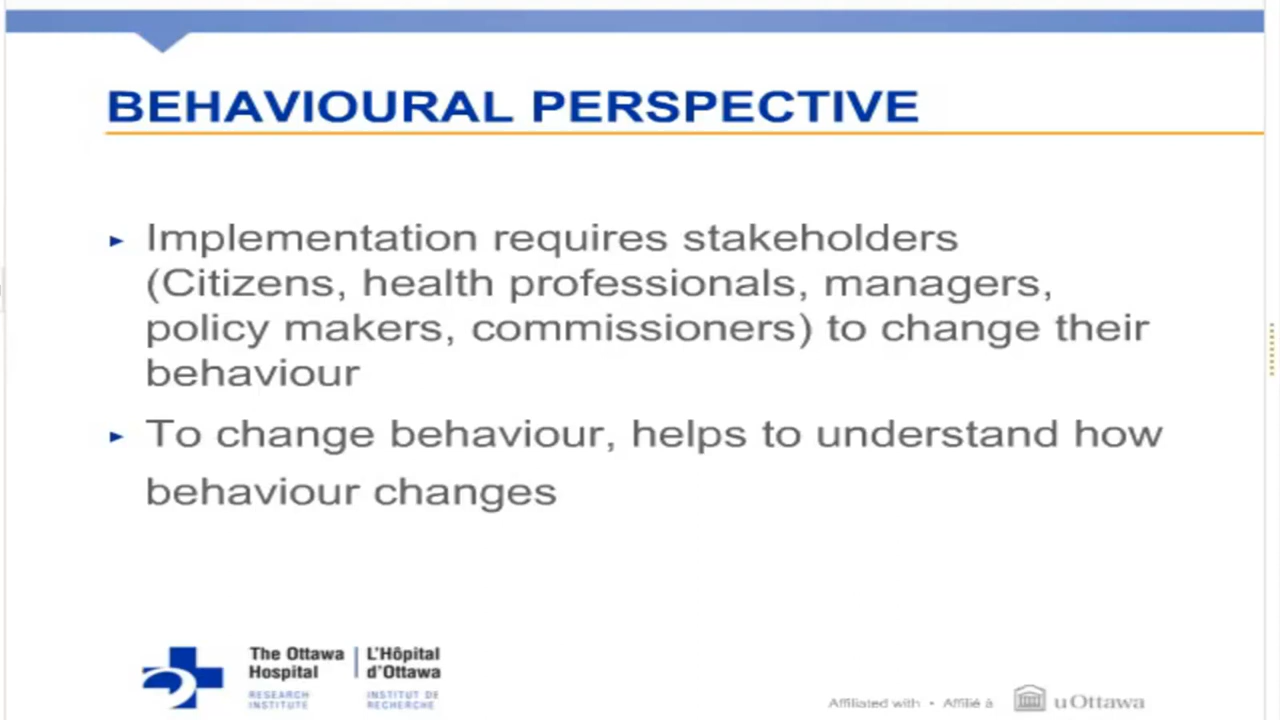 BEHAVIOURAL PERSPECTIVE
► Implementation requires stakeholders
(Citizens, health professionals, managers,
policy makers, commissioners) to change their
behaviour
► To change behaviour, helps to understand how
behaviour changes
The Ottawa | L'Hôpital
Hospital | d'Ottawa
RESEARCH INSTITUT DE
INSTITUTE RECHERCHE
Affiliated with • Affilié à uOttawa